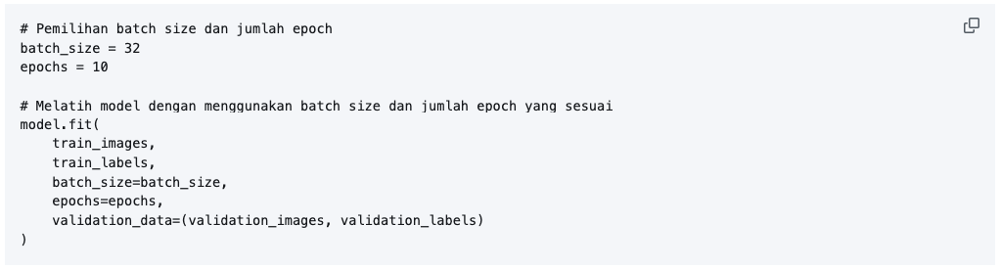 # Pemilihan batch size dan jumlah epoch
batch_size = 32
epochs = 10

# Melatih model dengan menggunakan batch size dan jumlah epoch yang sesuai
model.fit(
    train_images,
    train_labels,
    batch_size=batch_size,
    epochs=epochs,
    validation_data=(validation_images, validation_labels)
)